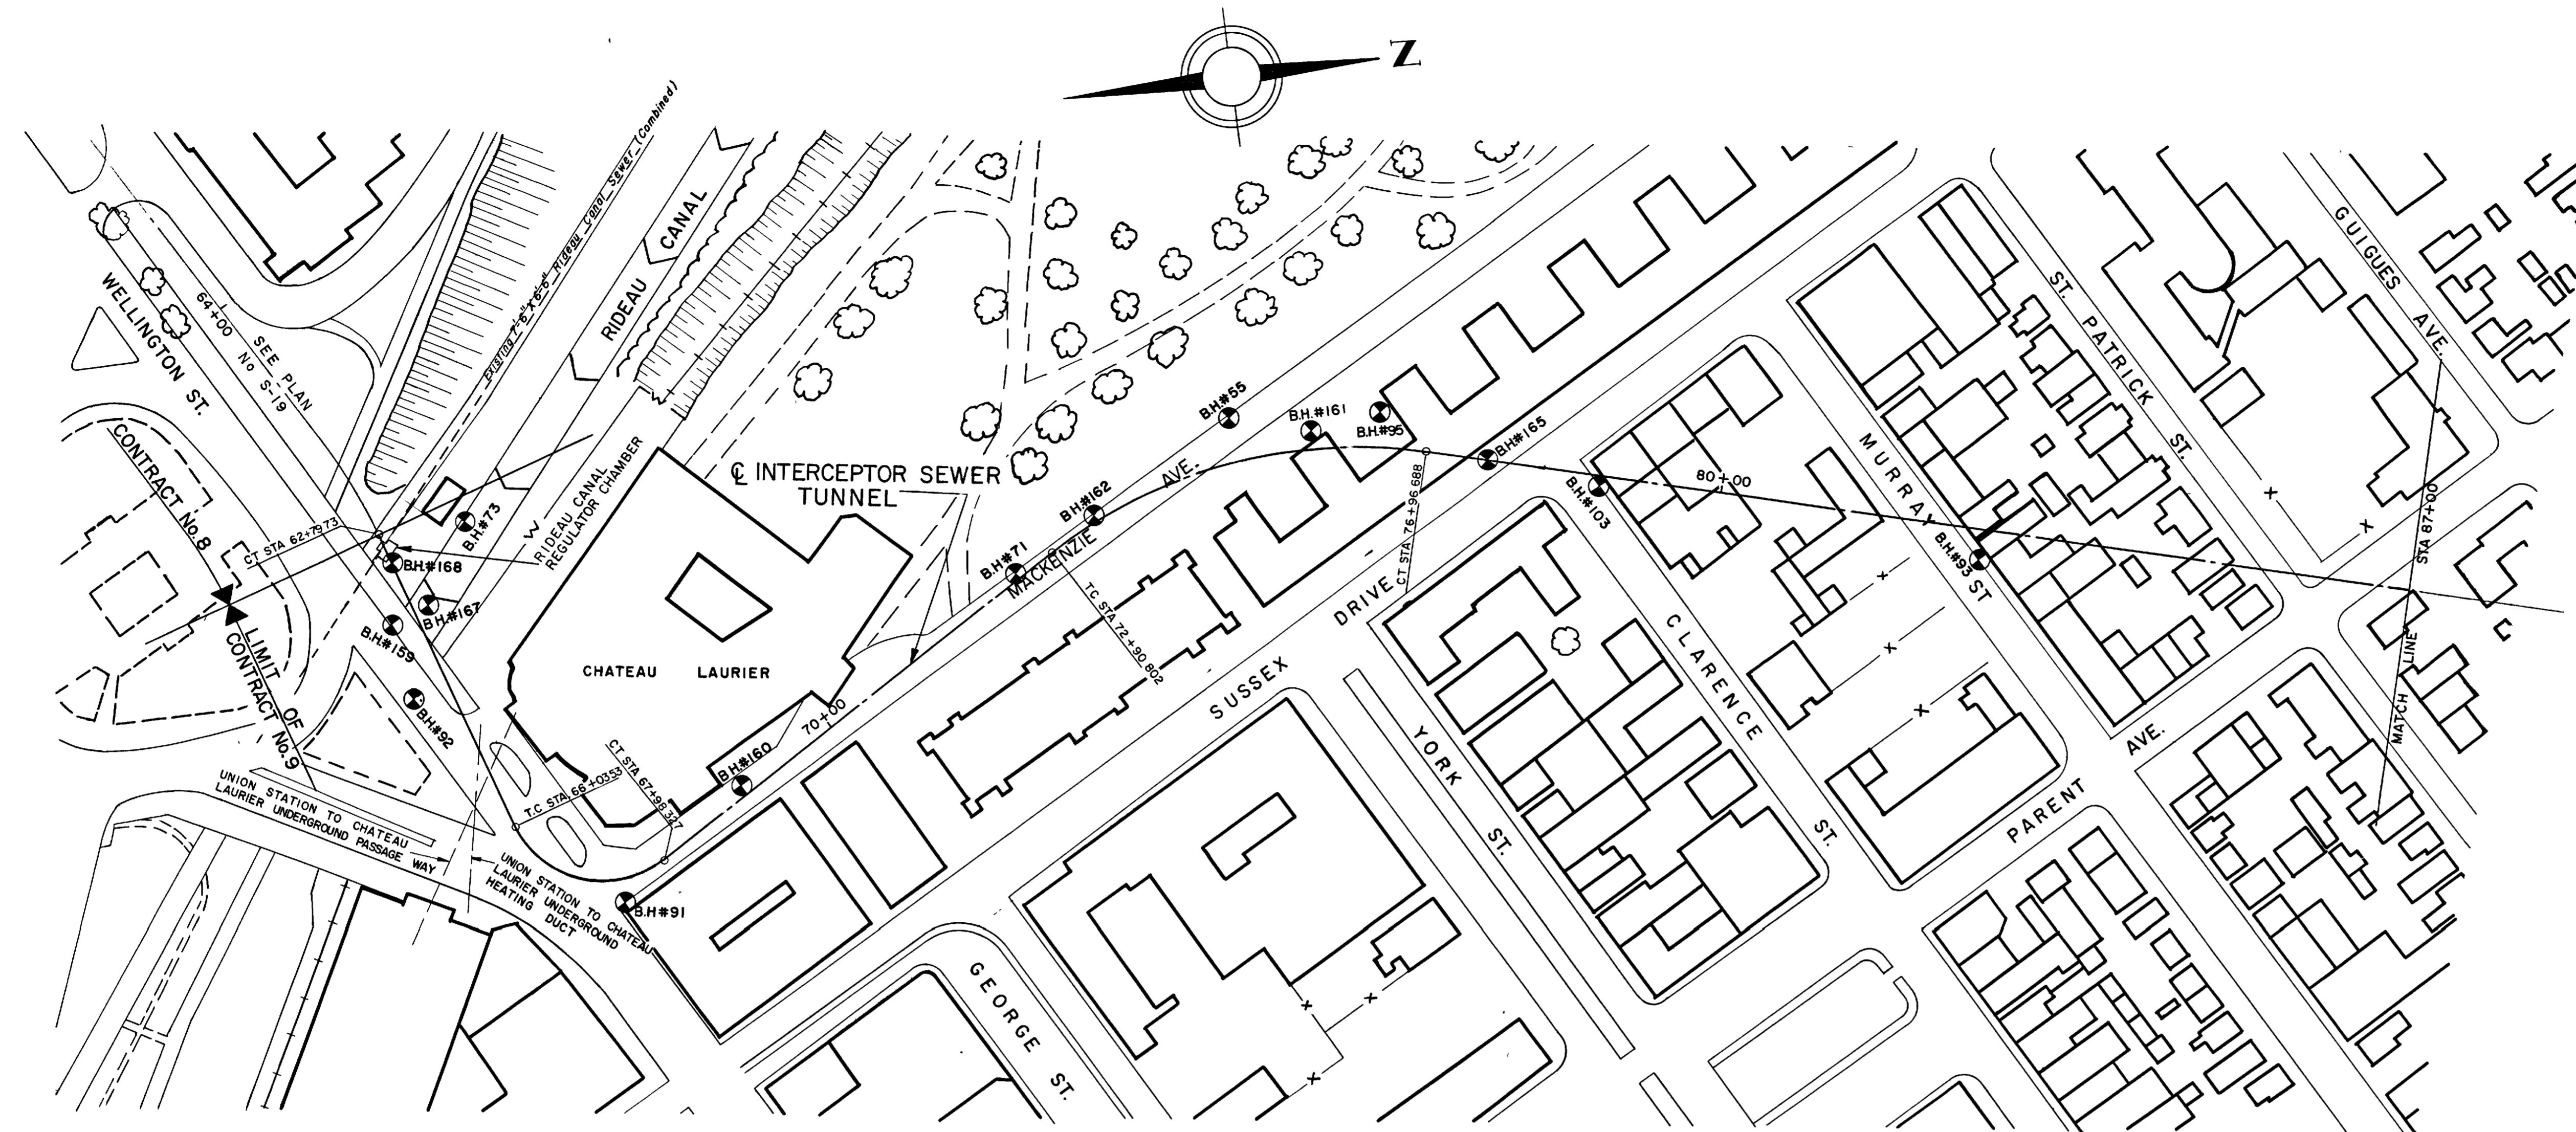 Z
Existing 7'6" X 6'6" Rideau Canal Sewer (Combined)
RIDEAU CANAL
WELLINGTON ST.
64+00
SEE PLAN
No S-19
CONTRACT No. 8
LIMIT OF
CONTRACT No. 9
CT STA 62+79.73
B.H.#73
B.H.#168
B.H.#167
B.H.#159
B.H.#92
W
RIDEAU CANAL
REGULATOR CHAMBER
CHATEAU LAURIER
℄ INTERCEPTOR SEWER
TUNNEL
UNION STATION TO CHATEAU
LAURIER UNDERGROUND PASSAGE WAY
UNION STATION TO CHATEAU
LAURIER UNDERGROUND
HEATING DUCT
T.C STA. 66+03.53
CT STA 67+98.327
B.H.#160
B.H#91
70+00
B.H.#71
B.H.#162
MACKENZIE AVE.
T.C STA 72+90.802
B.H.#55
B.H.#161
B.H.#95
B.H.#165
CT STA 76+96.688
SUSSEX DRIVE
B.H.#103
80+00
GEORGE ST.
YORK ST.
CLARENCE ST.
MURRAY ST
B.H.#93
ST. PATRICK ST.
PARENT AVE.
GUIGUES AVE.
STA 87+00
MATCH LINE